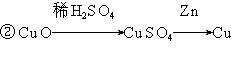 ②CuO —稀H₂SO₄→ CuSO₄ —Zn→ Cu